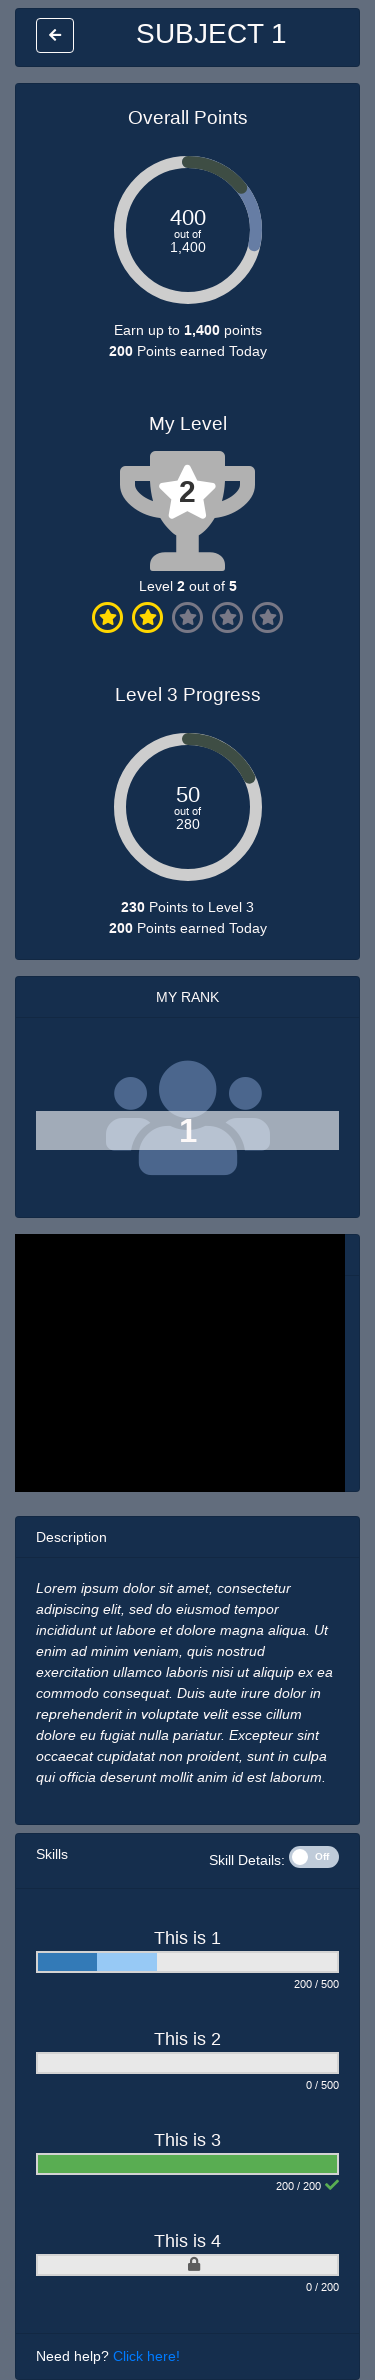 SUBJECT 1
Overall Points
400
out of
1,400
Earn up to 1,400 points
200 Points earned Today
My Level
2
Level 2 out of 5
Level 3 Progress
50
out of
280
230 Points to Level 3
200 Points earned Today
MY RANK
1
Description
Lorem ipsum dolor sit amet, consectetur
adipiscing elit, sed do eiusmod tempor
incididunt ut labore et dolore magna aliqua. Ut
enim ad minim veniam, quis nostrud
exercitation ullamco laboris nisi ut aliquip ex ea
commodo consequat. Duis aute irure dolor in
reprehenderit in voluptate velit esse cillum
dolore eu fugiat nulla pariatur. Excepteur sint
occaecat cupidatat non proident, sunt in culpa
qui officia deserunt mollit anim id est laborum.
Skills
Skill Details: Off
This is 1
200 / 500
This is 2
0 / 500
This is 3
200 / 200
This is 4
0 / 200
Need help? Click here!